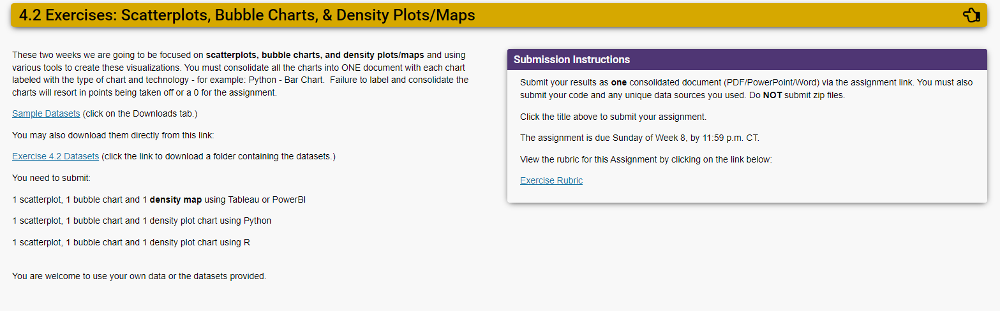 4.2 Exercises: Scatterplots, Bubble Charts, & Density Plots/Maps
These two weeks we are going to be focused on scatterplots, bubble charts, and density plots/maps and using
various tools to create these visualizations. You must consolidate all the charts into ONE document with each chart
labeled with the type of chart and technology - for example: Python - Bar Chart. Failure to label and consolidate the
charts will resort in points being taken off or a 0 for the assignment.
Sample Datasets (click on the Downloads tab.)
You may also download them directly from this link:
Exercise 4.2 Datasets (click the link to download a folder containing the datasets.)
You need to submit:
1 scatterplot, 1 bubble chart and 1 density map using Tableau or PowerBI
1 scatterplot, 1 bubble chart and 1 density plot chart using Python
1 scatterplot, 1 bubble chart and 1 density plot chart using R
You are welcome to use your own data or the datasets provided.
Submission Instructions
Submit your results as one consolidated document (PDF/PowerPoint/Word) via the assignment link. You must also
submit your code and any unique data sources you used. Do NOT submit zip files.
Click the title above to submit your assignment.
The assignment is due Sunday of Week 8, by 11:59 p.m. CT.
View the rubric for this Assignment by clicking on the link below:
Exercise Rubric